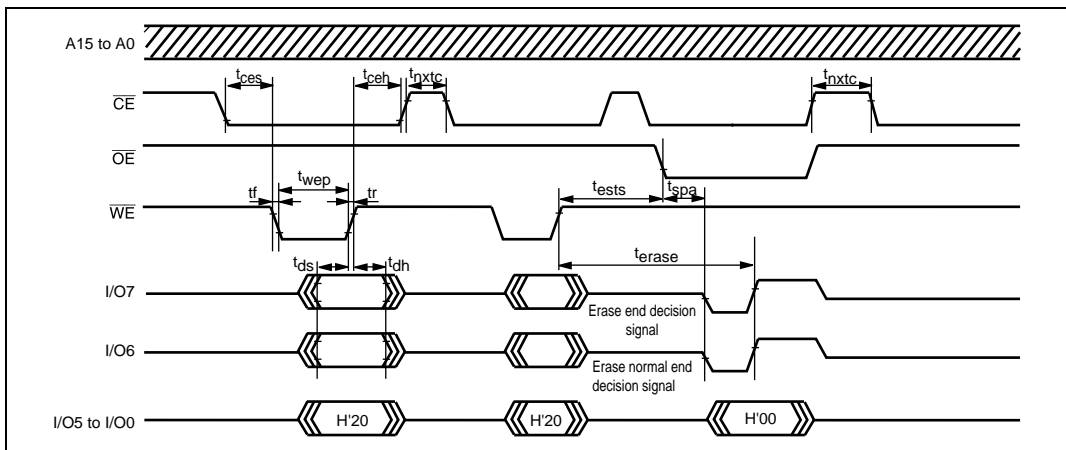 A15 to A0
tces
tceh
tnxtc
tnxtc
CE
OE
twep
tests
tspa
tf
tr
WE
terase
tds
tdh
I/O7
Erase end decision
signal
I/O6
Erase normal end
decision signal
I/O5 to I/O0
H'20
H'20
H'00